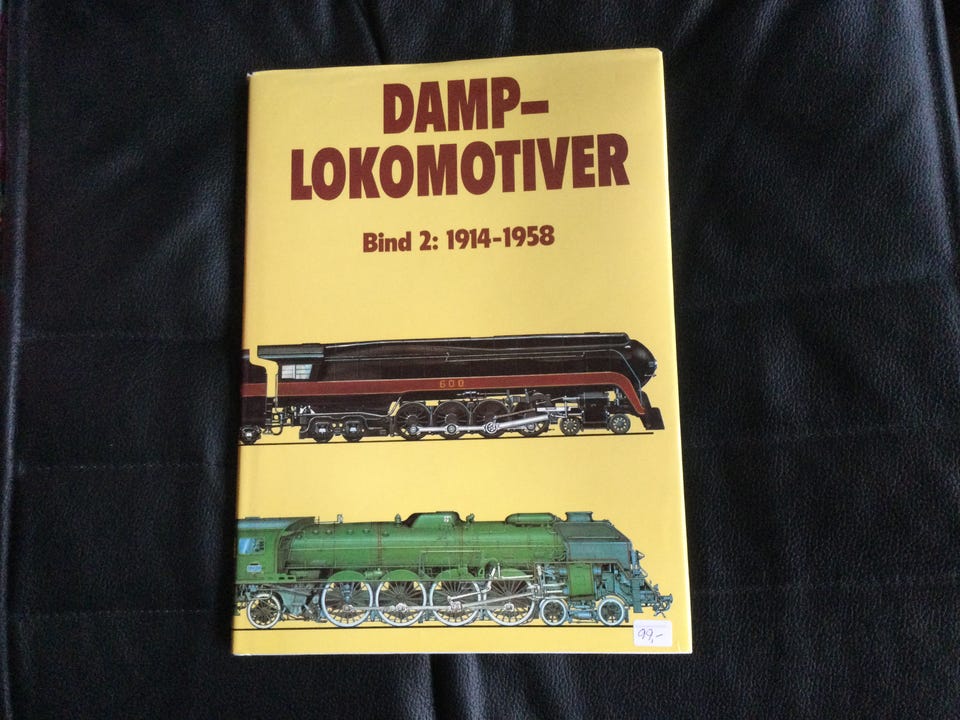 DAMP–
LOKOMOTIVER
Bind 2: 1914-1958
600
99,-